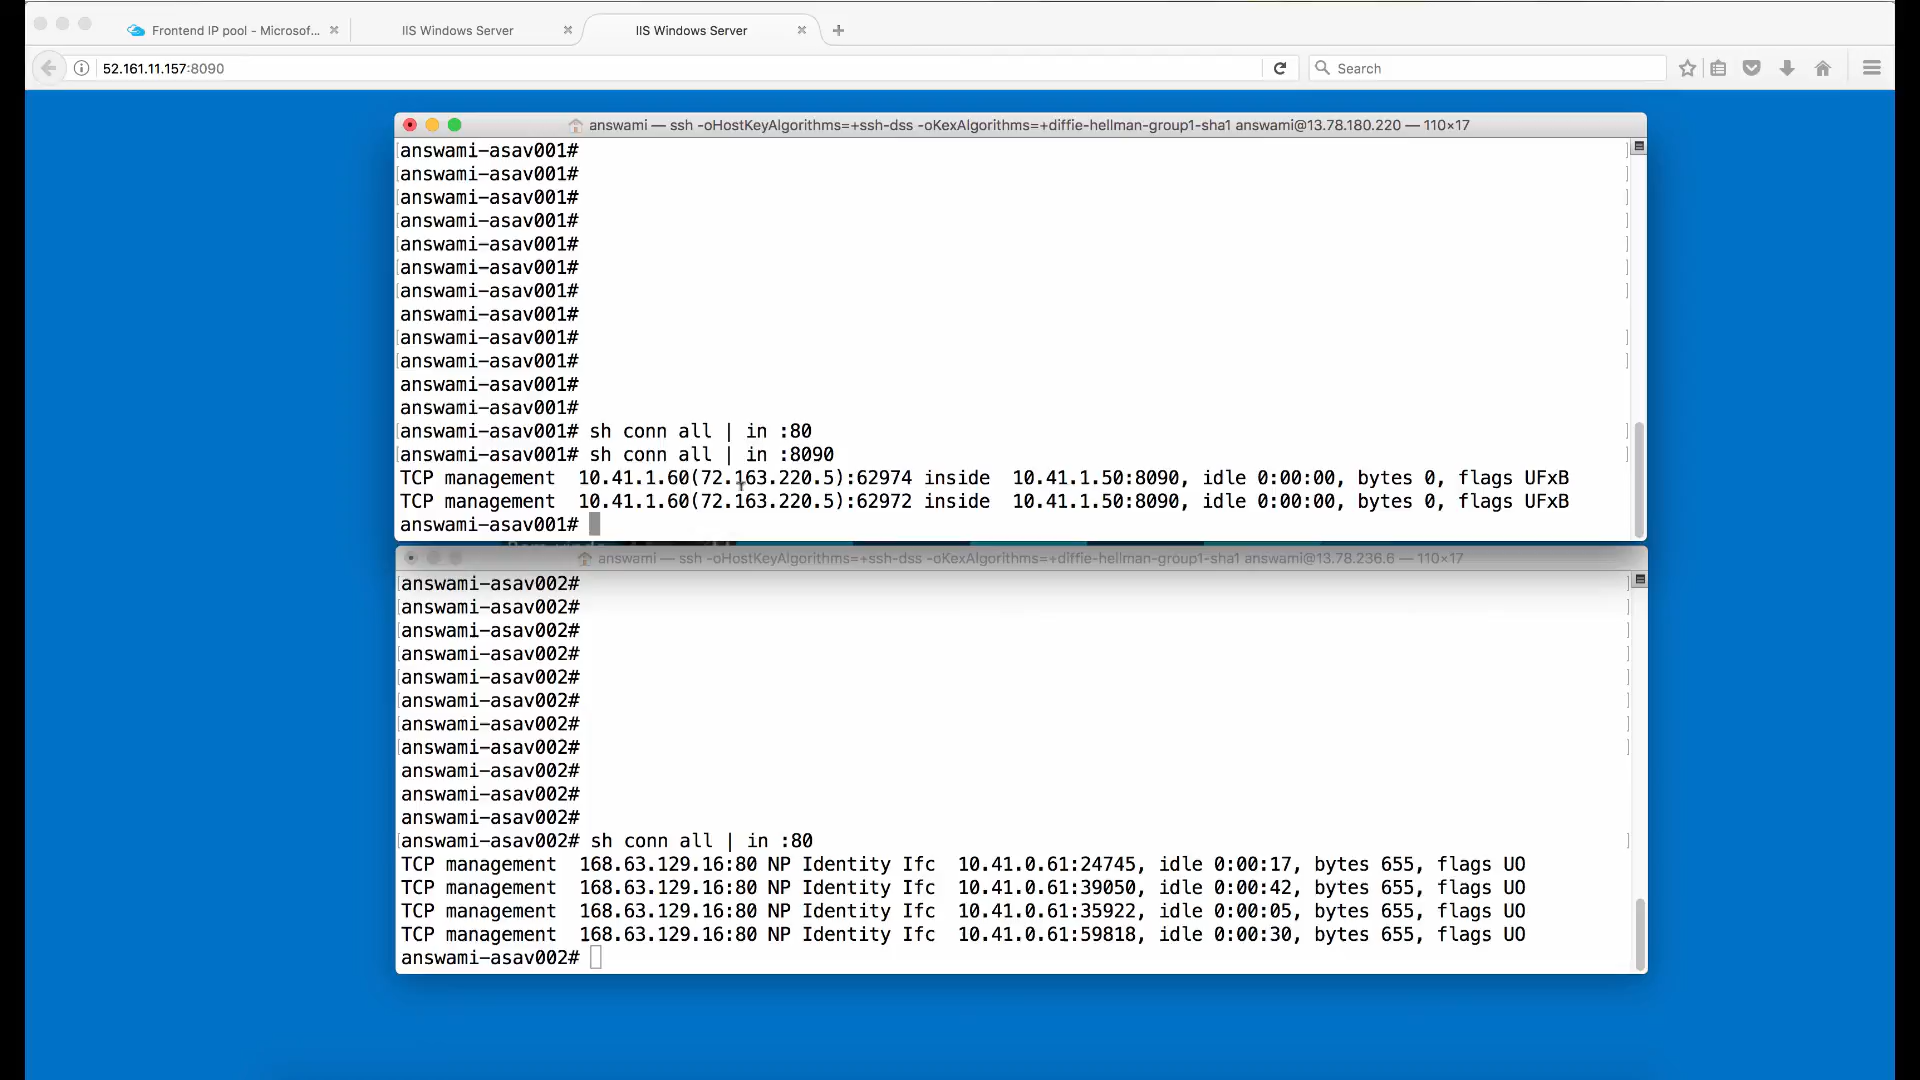 Frontend IP pool - Microsof...
IIS Windows Server
IIS Windows Server
52.161.11.157:8090
Search
answami — ssh -oHostKeyAlgorithms=+ssh-dss -oKexAlgorithms=+diffie-hellman-group1-sha1 answami@13.78.180.220 — 110×17
answami-asav001#
answami-asav001#
answami-asav001#
answami-asav001#
answami-asav001#
answami-asav001#
answami-asav001#
answami-asav001#
answami-asav001#
answami-asav001#
answami-asav001#
answami-asav001#
answami-asav001# sh conn all | in :80
answami-asav001# sh conn all | in :8090
TCP management  10.41.1.60(72.163.220.5):62974 inside  10.41.1.50:8090, idle 0:00:00, bytes 0, flags UFxB
TCP management  10.41.1.60(72.163.220.5):62972 inside  10.41.1.50:8090, idle 0:00:00, bytes 0, flags UFxB
answami-asav001#
answami — ssh -oHostKeyAlgorithms=+ssh-dss -oKexAlgorithms=+diffie-hellman-group1-sha1 answami@13.78.236.6 — 110×17
answami-asav002#
answami-asav002#
answami-asav002#
answami-asav002#
answami-asav002#
answami-asav002#
answami-asav002#
answami-asav002#
answami-asav002#
answami-asav002#
answami-asav002#
answami-asav002# sh conn all | in :80
TCP management  168.63.129.16:80 NP Identity Ifc  10.41.0.61:24745, idle 0:00:17, bytes 655, flags UO
TCP management  168.63.129.16:80 NP Identity Ifc  10.41.0.61:39050, idle 0:00:42, bytes 655, flags UO
TCP management  168.63.129.16:80 NP Identity Ifc  10.41.0.61:35922, idle 0:00:05, bytes 655, flags UO
TCP management  168.63.129.16:80 NP Identity Ifc  10.41.0.61:59818, idle 0:00:30, bytes 655, flags UO
answami-asav002#